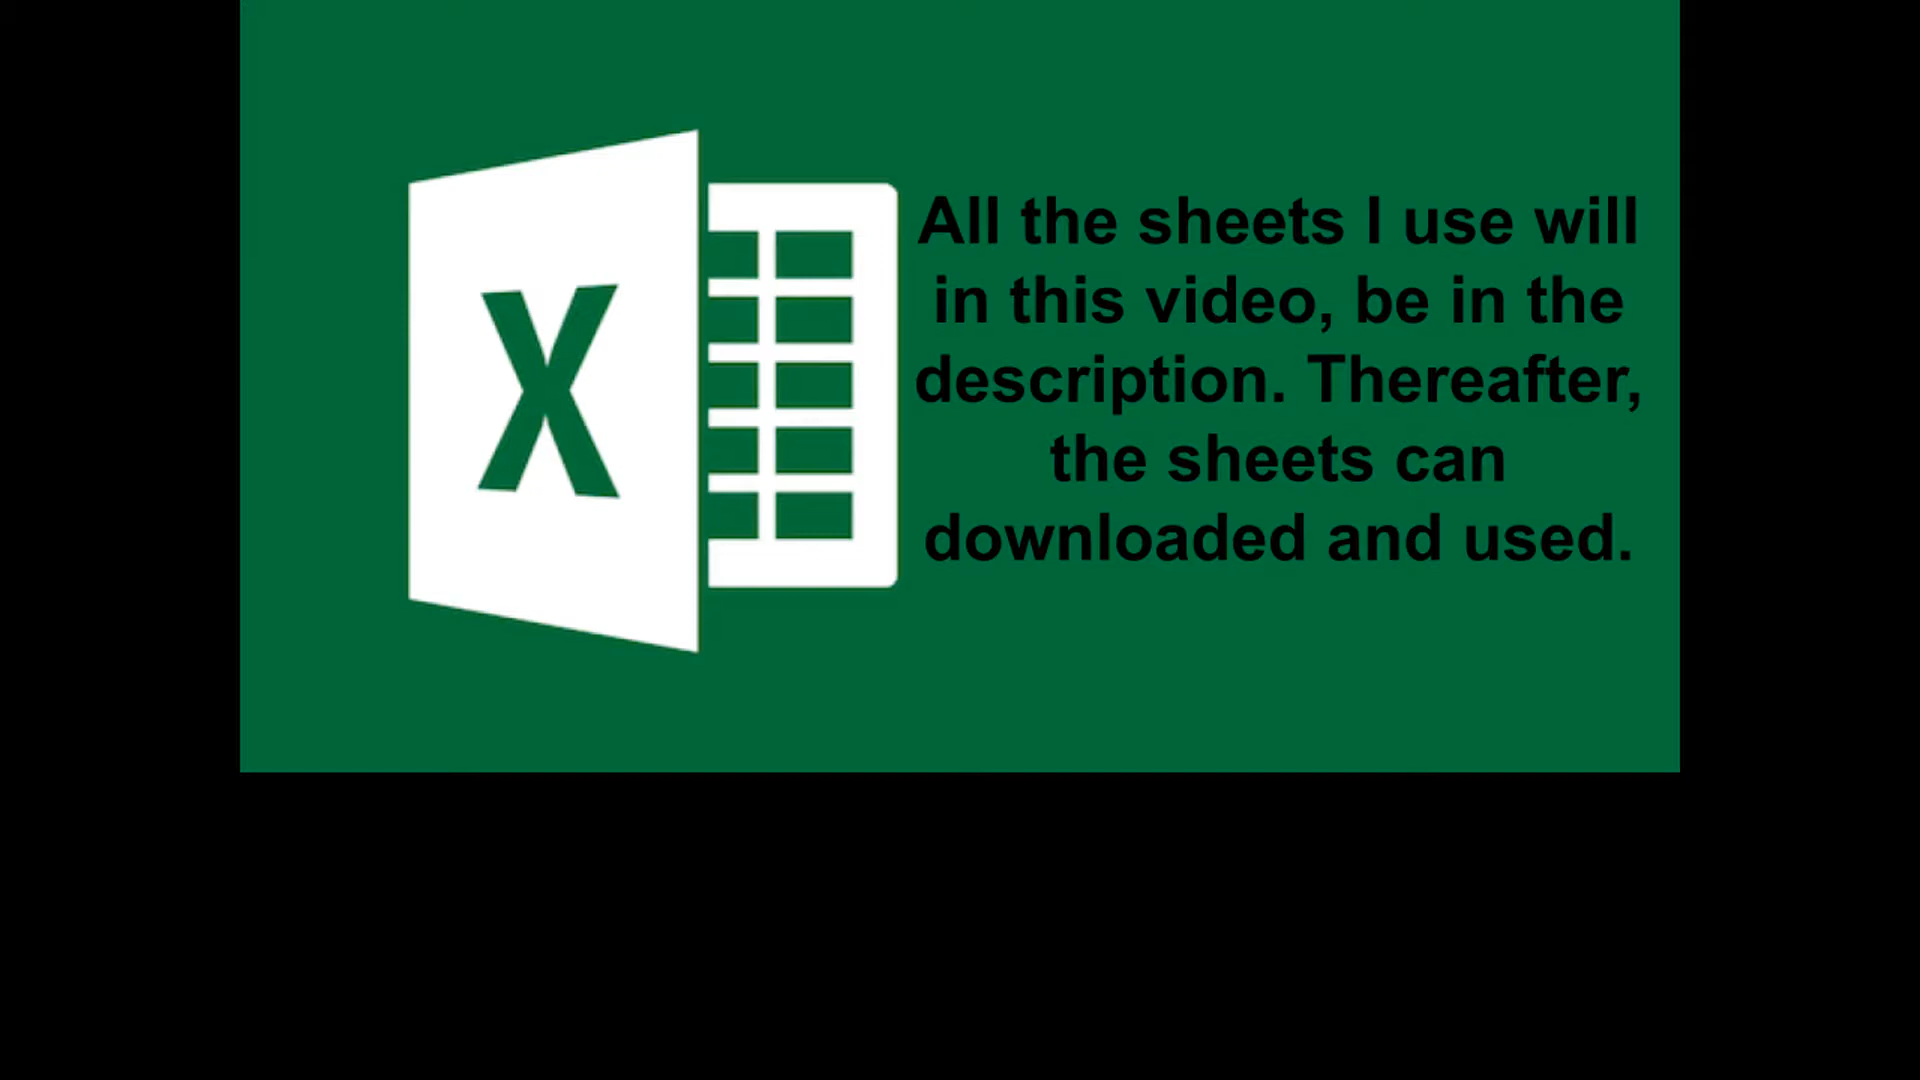 X
All the sheets I use will
in this video, be in the
description. Thereafter,
the sheets can
downloaded and used.